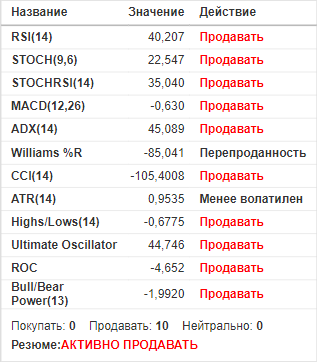 Название Значение Действие
RSI(14) 40,207 Продавать
STOCH(9,6) 22,547 Продавать
STOCHRSI(14) 35,040 Продавать
MACD(12,26) -0,630 Продавать
ADX(14) 45,089 Продавать
Williams %R -85,041 Перепроданность
CCI(14) -105,4008 Продавать
ATR(14) 0,9535 Менее волатилен
Highs/Lows(14) -0,6775 Продавать
Ultimate Oscillator 44,746 Продавать
ROC -4,652 Продавать
Bull/Bear
Power(13) -1,9920 Продавать
Покупать: 0 Продавать: 10 Нейтрально: 0
Резюме:АКТИВНО ПРОДАВАТЬ